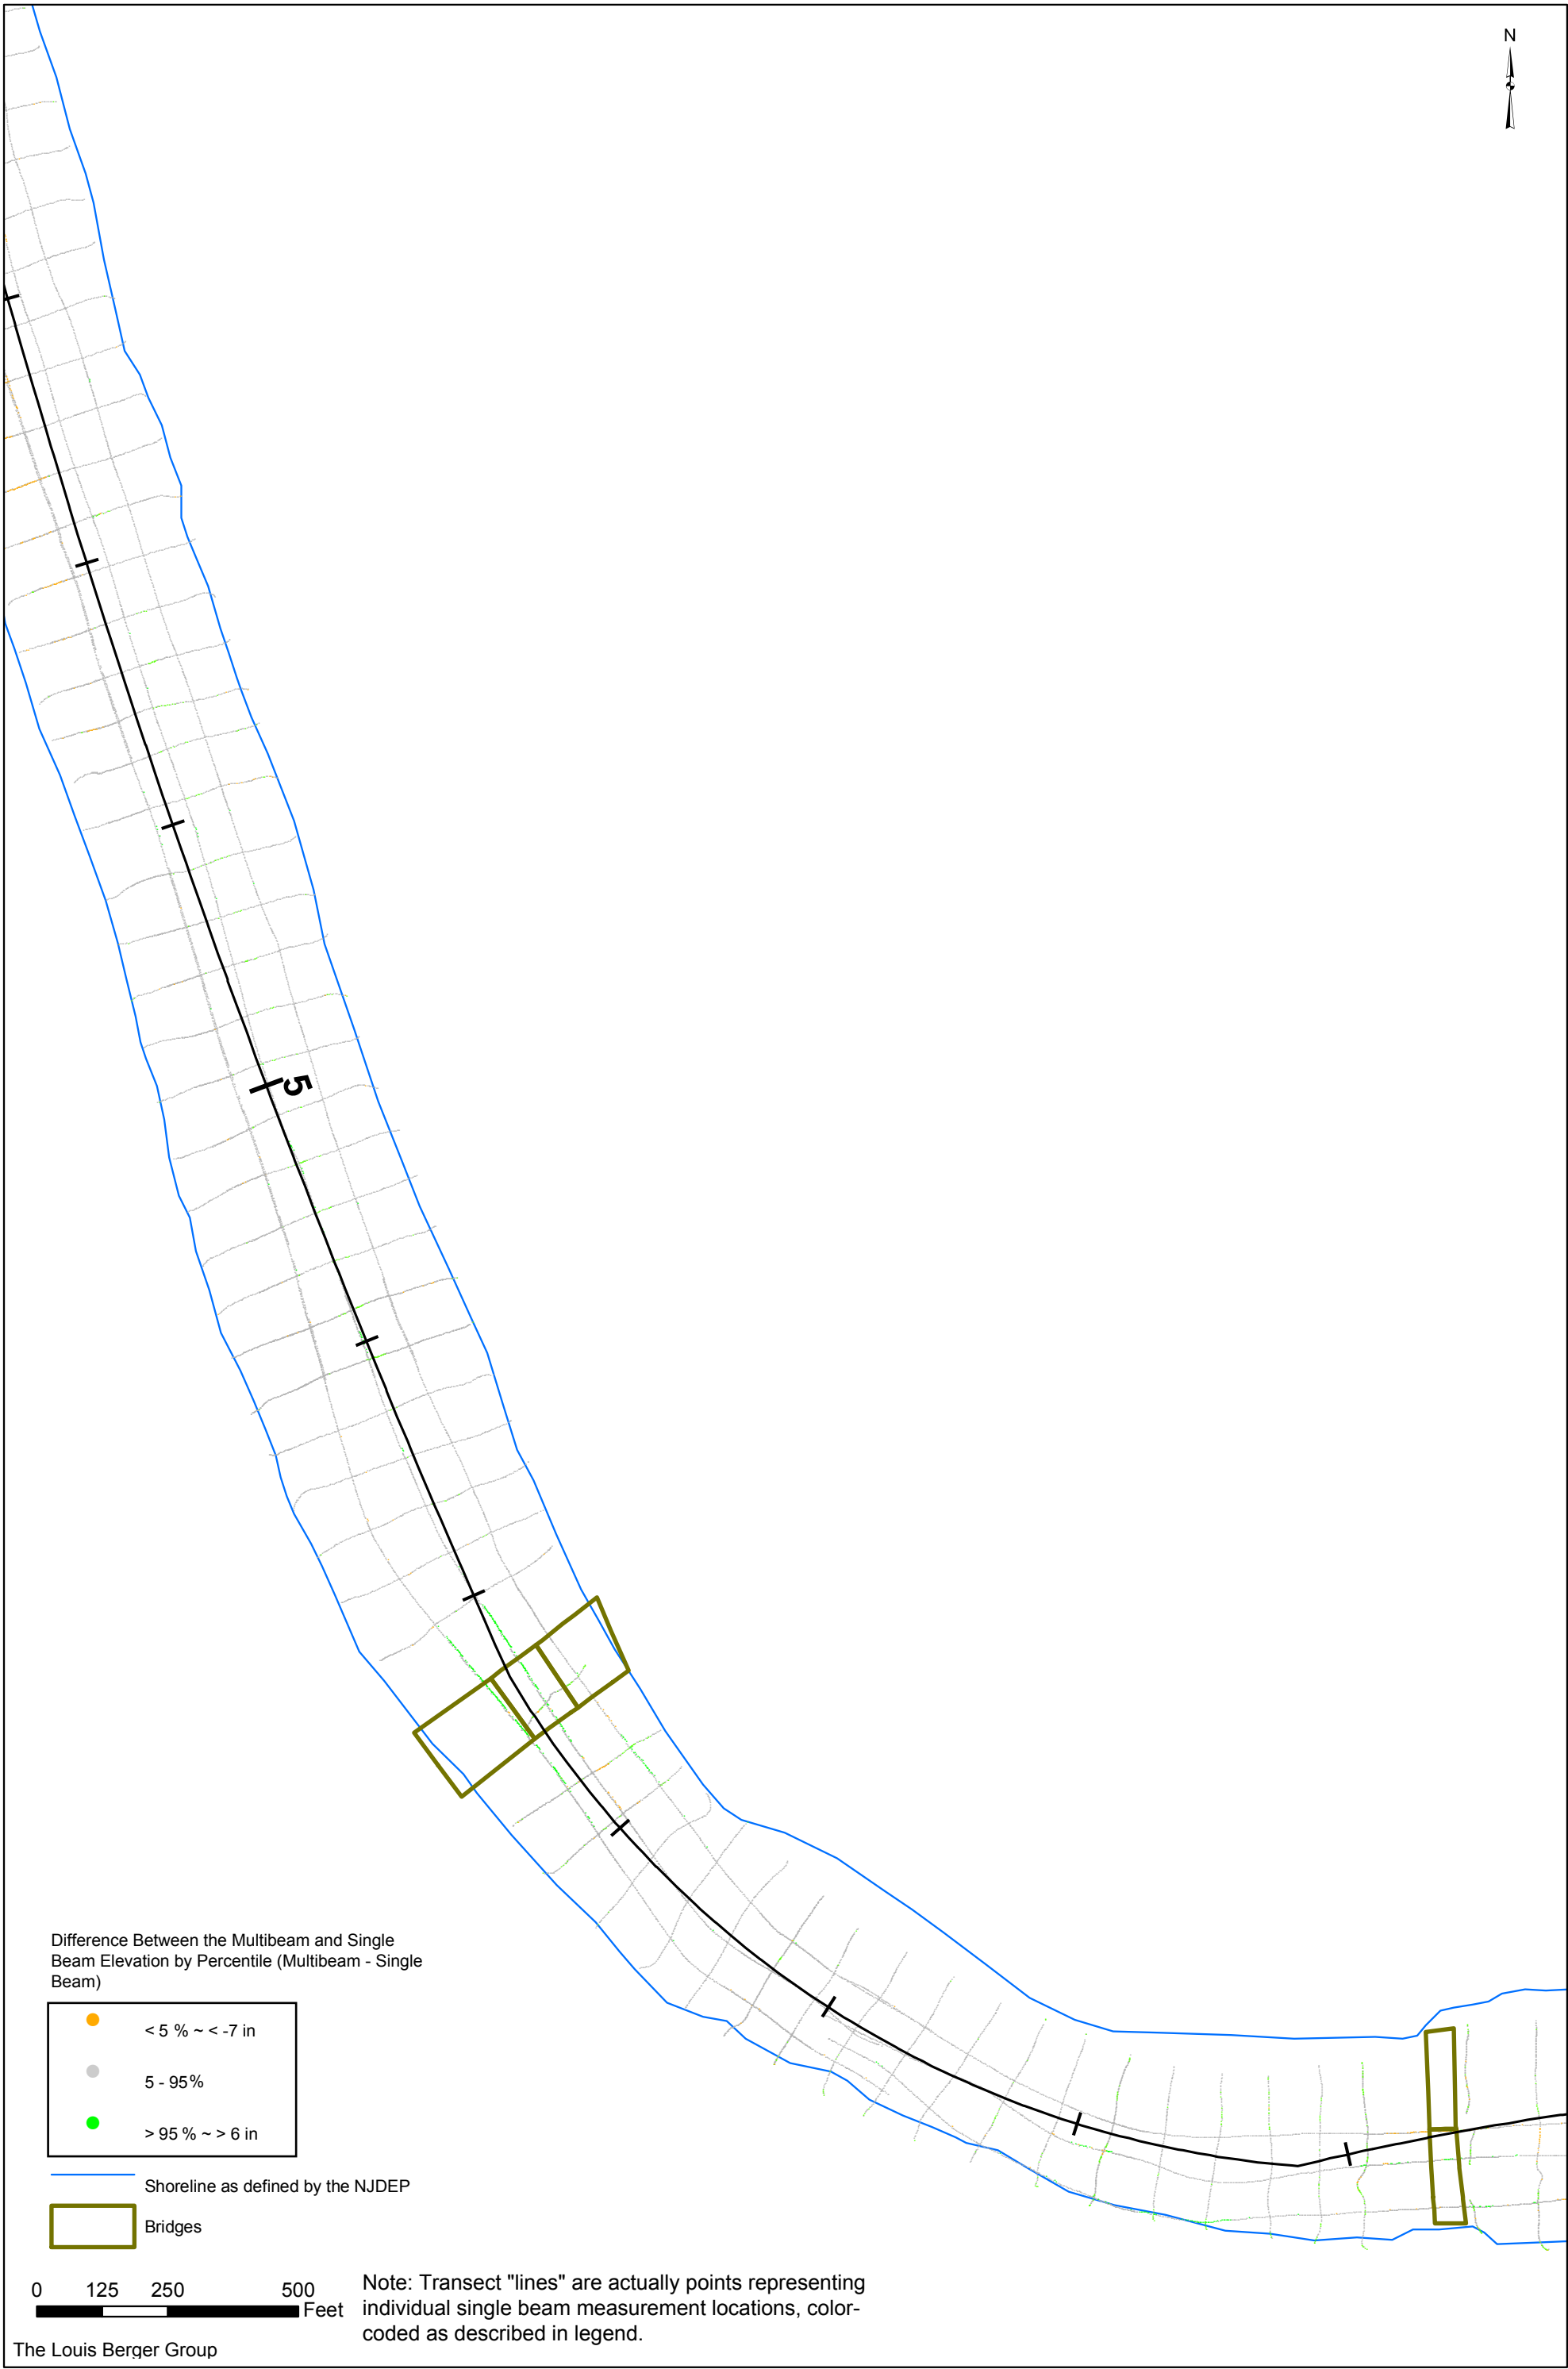 N
5
Difference Between the Multibeam and Single
Beam Elevation by Percentile (Multibeam - Single
Beam)
< 5 % ~ < -7 in
5 - 95%
> 95 % ~ > 6 in
Shoreline as defined by the NJDEP
Bridges
0 125 250 500
Feet
Note: Transect "lines" are actually points representing
individual single beam measurement locations, color-
coded as described in legend.
The Louis Berger Group